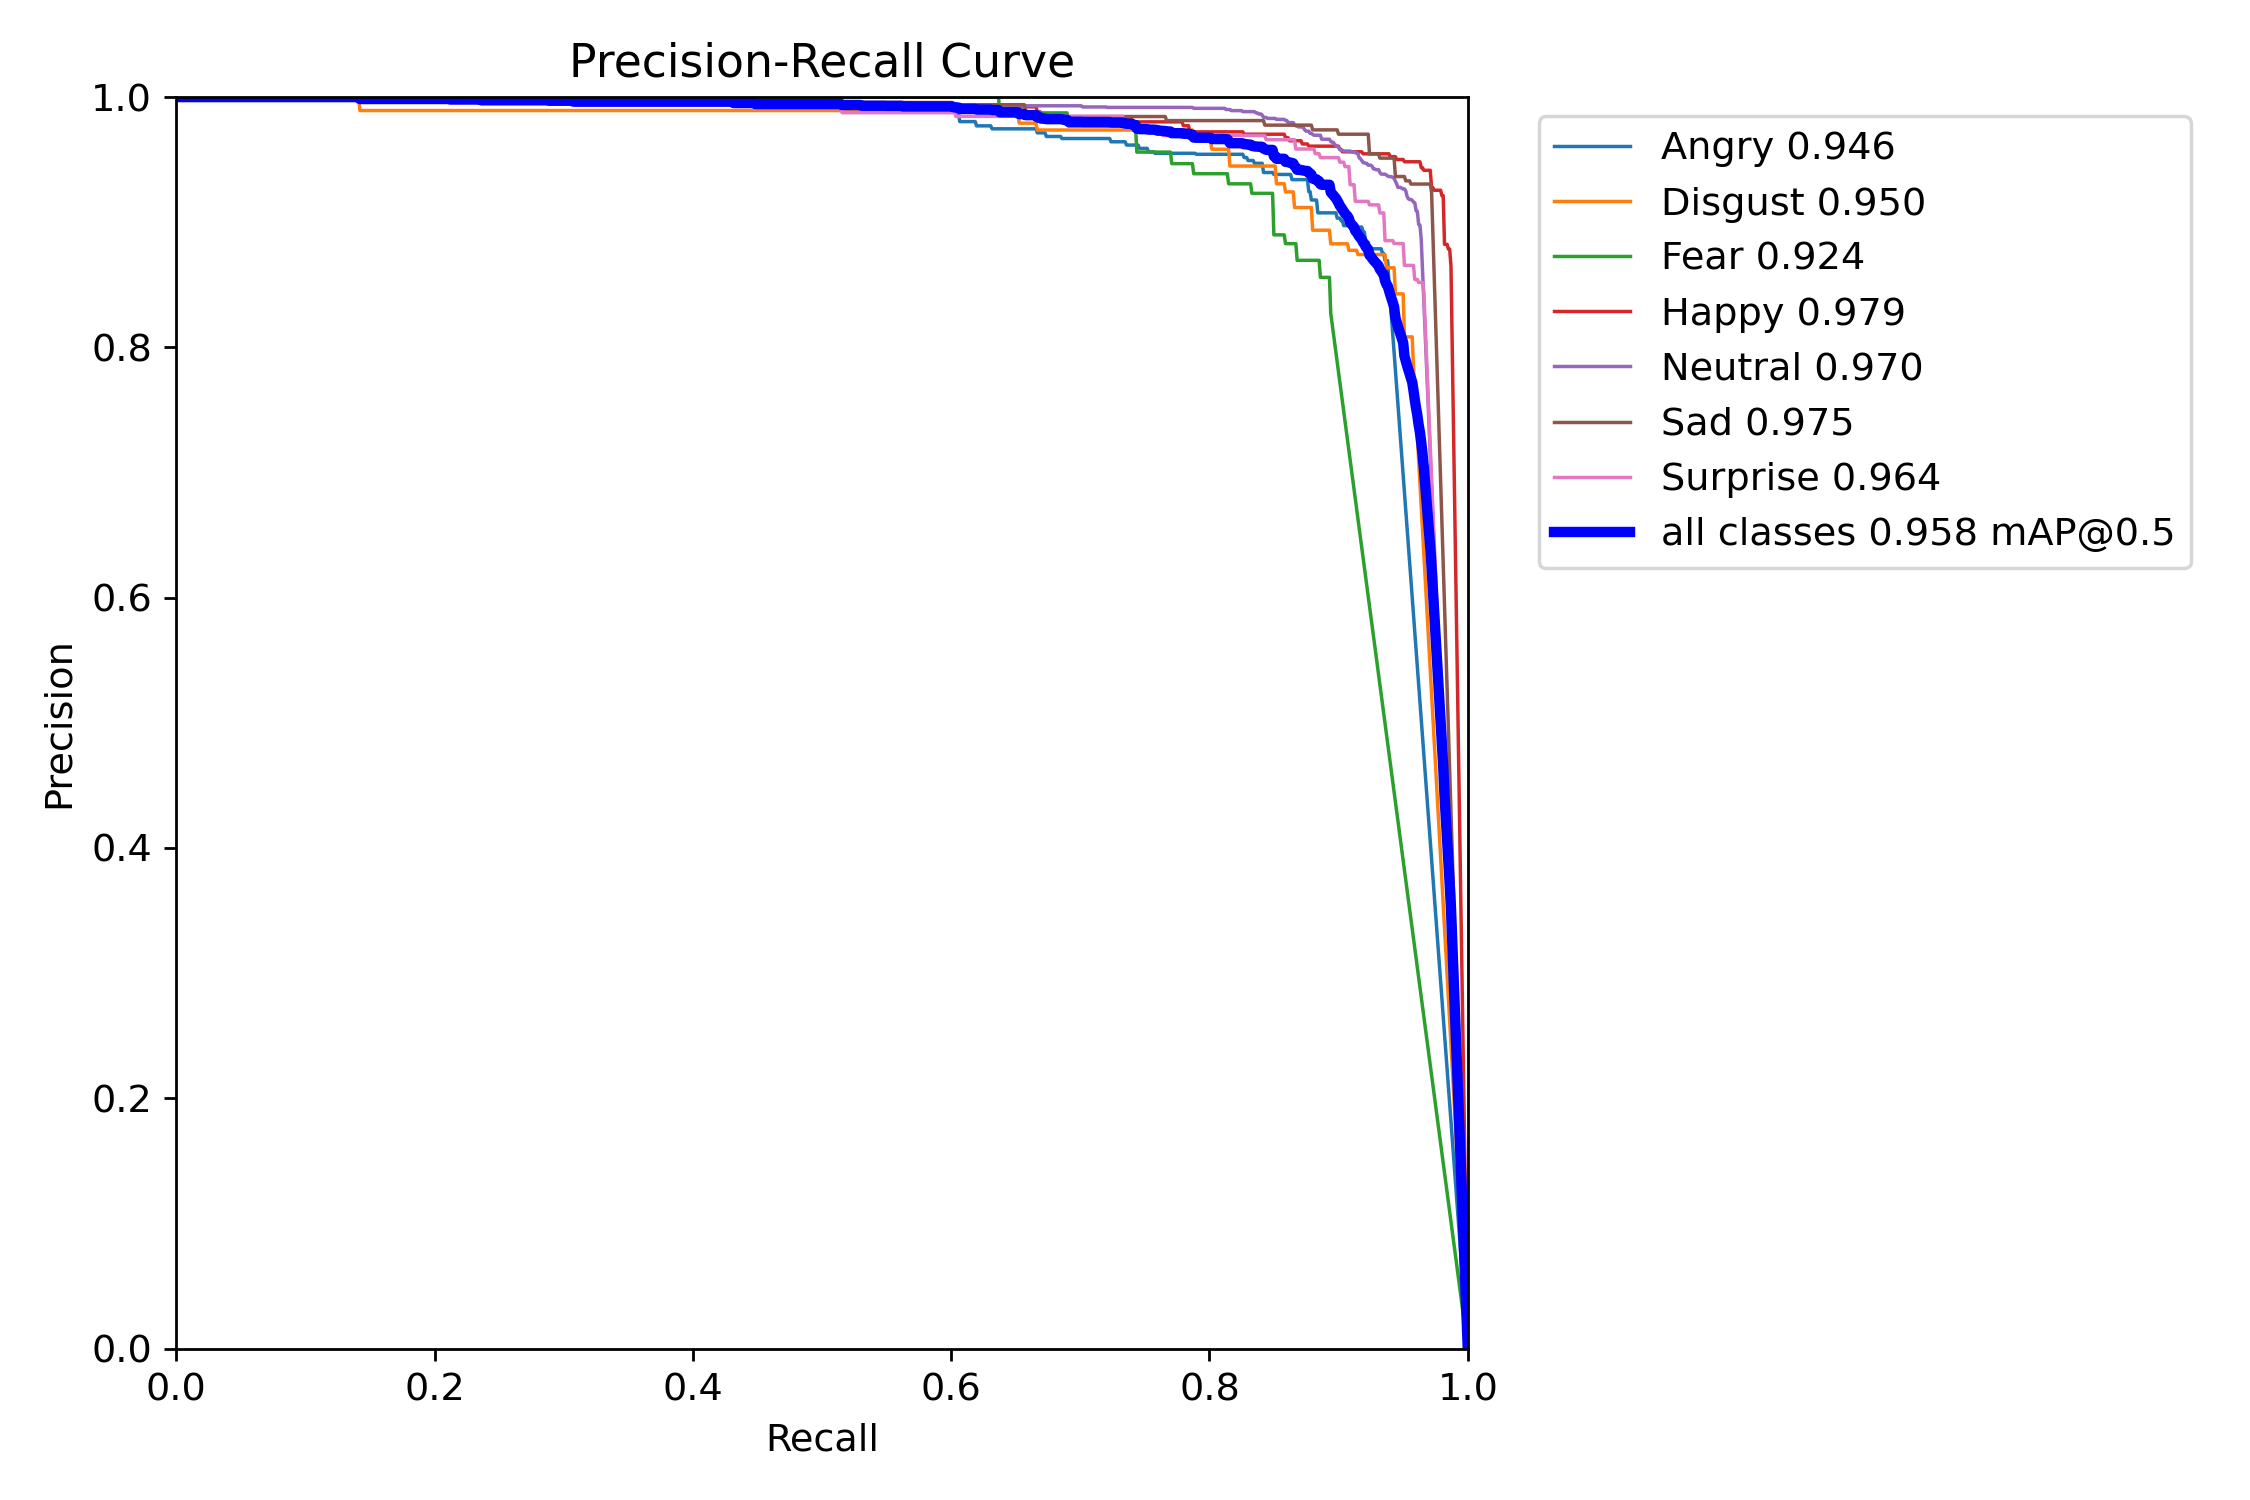 Precision-Recall Curve
1.0
0.8
0.6
0.4
0.2
0.0
Precision
0.0 0.2 0.4 0.6 0.8 1.0
Recall
Angry 0.946
Disgust 0.950
Fear 0.924
Happy 0.979
Neutral 0.970
Sad 0.975
Surprise 0.964
all classes 0.958 mAP@0.5